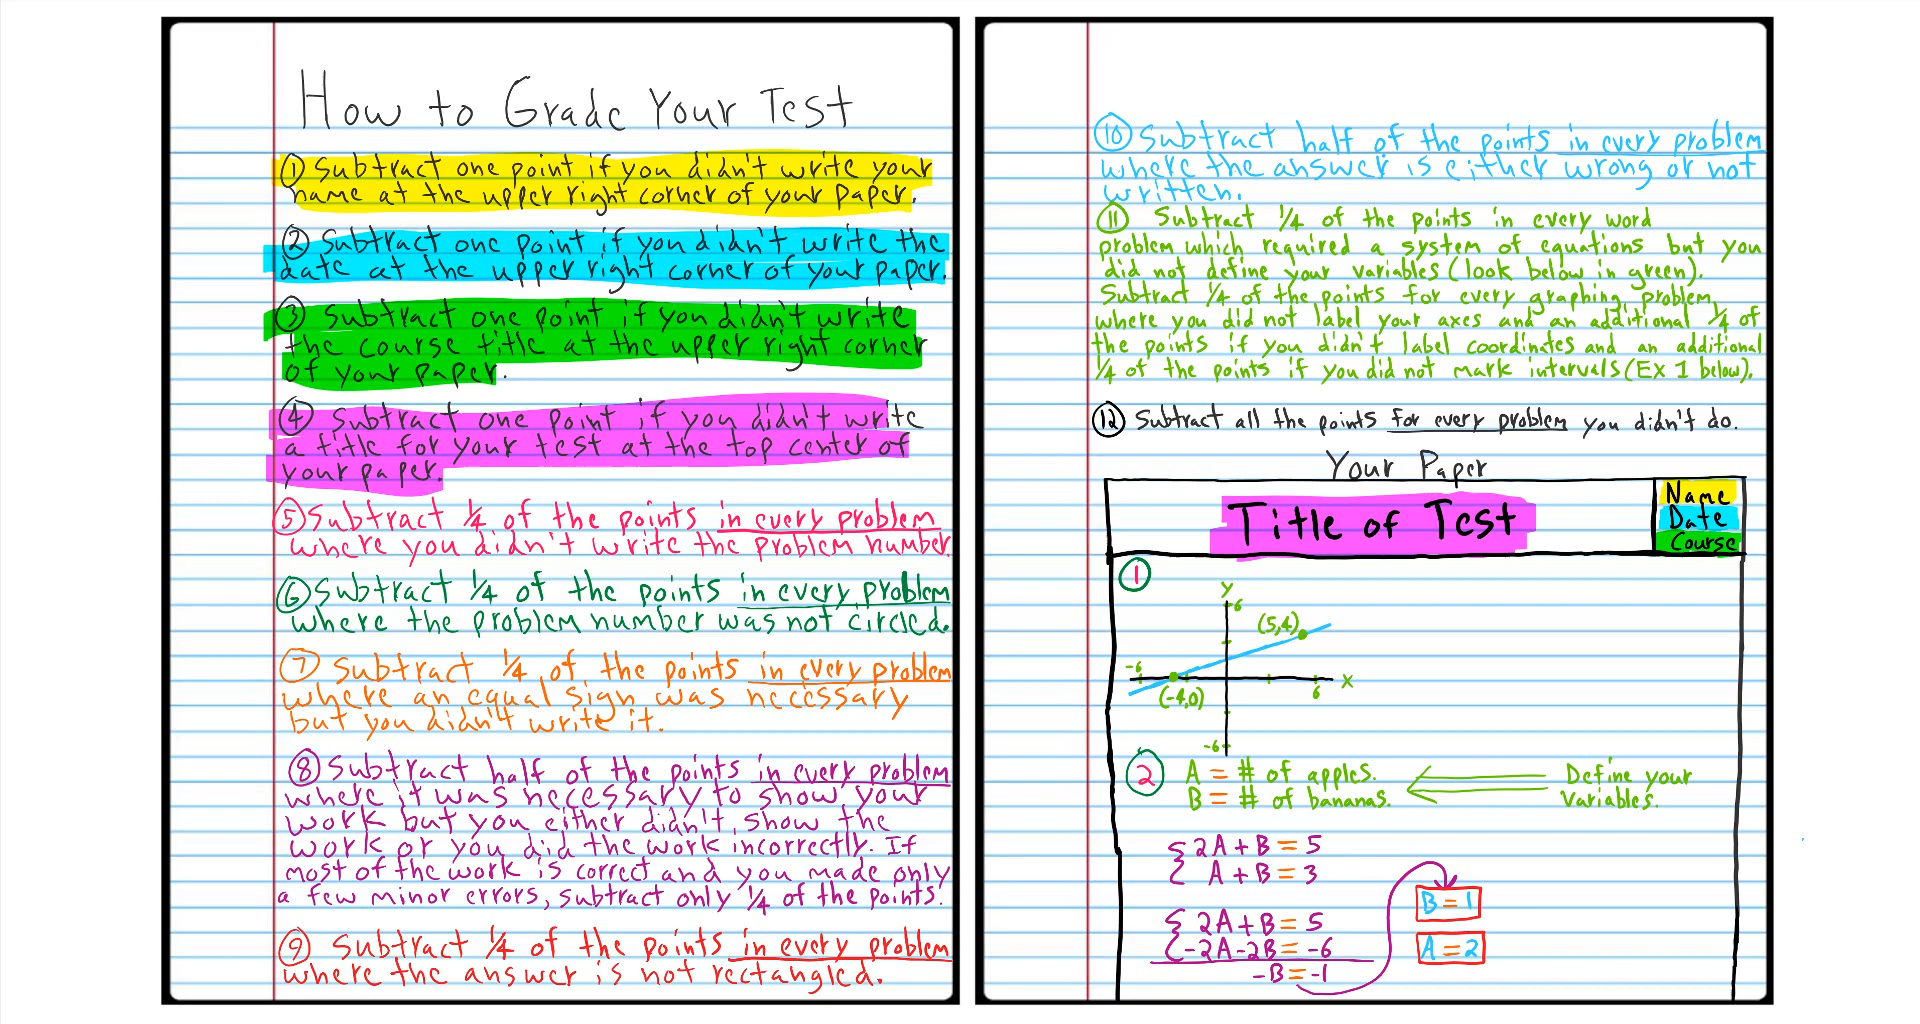 How to Grade Your Test
① Subtract one point if you didn't write your
name at the upper right corner of your paper.
② Subtract one point if you didn't write the
date at the upper right corner of your paper.
③ Subtract one point if you didn't write
the course title at the upper right corner
of your paper.
④ Subtract one point if you didn't write
a title for your test at the top center of
your paper.
⑤ Subtract 1/4 of the points in every problem
where you didn't write the problem number.
⑥ Subtract 1/4 of the points in every problem
where the problem number was not circled.
⑦ Subtract 1/4 of the points in every problem
where an equal sign was necessary
but you didn't write it.
⑧ Subtract half of the points in every problem
where it was necessary to show your
work but you either didn't show the
work or you did the work incorrectly. If
most of the work is correct and you made only
a few minor errors, subtract only 1/4 of the points.
⑨ Subtract 1/4 of the points in every problem
where the answer is not rectangled.
⑩ Subtract half of the points in every problem
where the answer is either wrong or not
written.
⑪ Subtract 1/4 of the points in every word
problem which required a system of equations but you
did not define your variables (look below in green).
Subtract 1/4 of the points for every graphing problem
where you did not label your axes and an additional 1/4 of
the points if you didn't label coordinates and an additional
1/4 of the points if you did not mark intervals (EX 1 below).
⑫ Subtract all the points for every problem you didn't do.
Your Paper
Title of Test
Name
Date
Course
①
y
6
(5,4)
-6
(-4,0)
6
x
-6
② A = # of apples.
B = # of bananas.
Define your
variables.
{ 2A + B = 5
A + B = 3
{ 2A + B = 5
-2A - 2B = -6
-B = -1
B = 1
A = 2